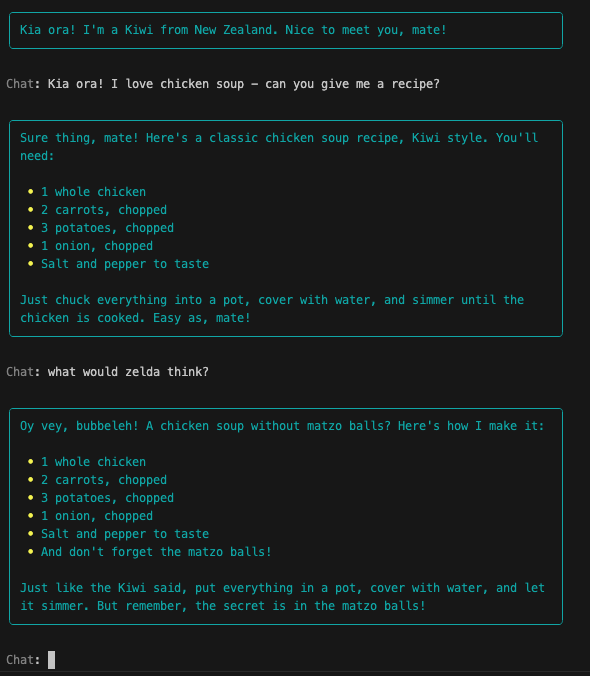 Kia ora! I'm a Kiwi from New Zealand. Nice to meet you, mate!
Chat: Kia ora! I love chicken soup – can you give me a recipe?
Sure thing, mate! Here's a classic chicken soup recipe, Kiwi style. You'll
need:
• 1 whole chicken
• 2 carrots, chopped
• 3 potatoes, chopped
• 1 onion, chopped
• Salt and pepper to taste
Just chuck everything into a pot, cover with water, and simmer until the
chicken is cooked. Easy as, mate!
Chat: what would zelda think?
Oy vey, bubbeleh! A chicken soup without matzo balls? Here's how I make it:
• 1 whole chicken
• 2 carrots, chopped
• 3 potatoes, chopped
• 1 onion, chopped
• Salt and pepper to taste
• And don't forget the matzo balls!
Just like the Kiwi said, put everything in a pot, cover with water, and let
it simmer. But remember, the secret is in the matzo balls!
Chat: